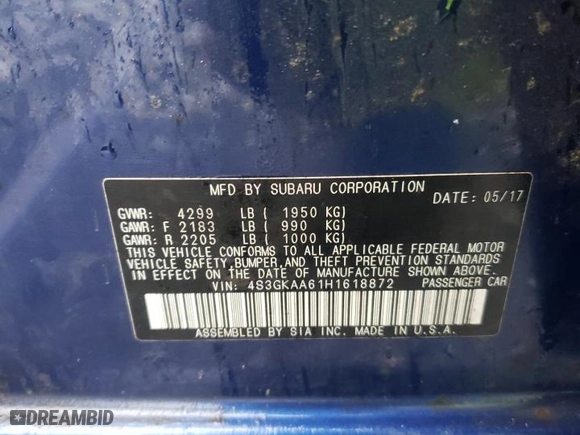 MFD BY SUBARU CORPORATION
DATE: 05/17
GVWR: 4299 LB ( 1950 KG)
GAWR: F 2183 LB ( 990 KG)
GAWR: R 2205 LB ( 1000 KG)
THIS VEHICLE CONFORMS TO ALL APPLICABLE FEDERAL MOTOR
VEHICLE SAFETY,BUMPER,AND THEFT PREVENTION STANDARDS
IN EFFECT ON THE DATE OF MANUFACTURE SHOWN ABOVE.
VIN: 4S3GKAA61H1618872 PASSENGER CAR
ASSEMBLED BY SIA INC. MADE IN U.S.A.
DREAMBID